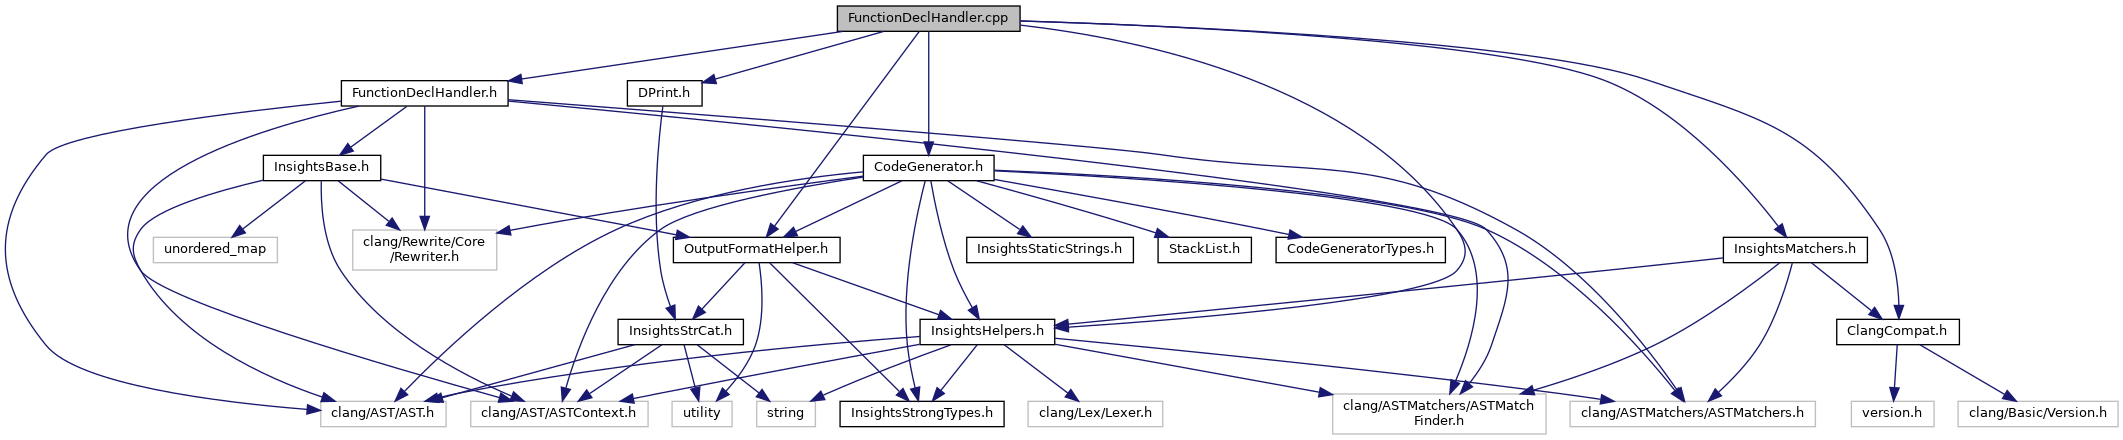 FunctionDeclHandler.cpp
FunctionDeclHandler.h
DPrint.h
InsightsBase.h
CodeGenerator.h
unordered_map
clang/Rewrite/Core
/Rewriter.h
OutputFormatHelper.h
InsightsStaticStrings.h
StackList.h
CodeGeneratorTypes.h
InsightsMatchers.h
InsightsStrCat.h
InsightsHelpers.h
ClangCompat.h
clang/AST/AST.h
clang/AST/ASTContext.h
utility
string
InsightsStrongTypes.h
clang/Lex/Lexer.h
clang/ASTMatchers/ASTMatch
Finder.h
clang/ASTMatchers/ASTMatchers.h
version.h
clang/Basic/Version.h